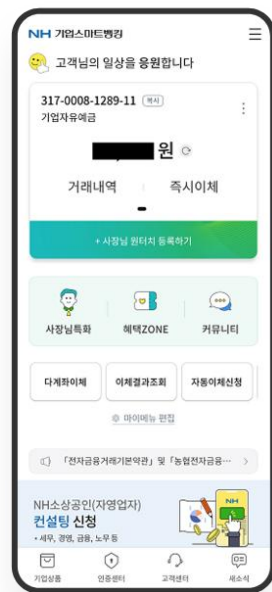 NH 기업스마트뱅킹
고객님의 일상을 응원합니다
317-0008-1289-11 복사
기업자유예금
원
거래내역 즉시이체
+ 사장님 원터치 등록하기
사장님특화 혜택ZONE 커뮤니티
다계좌이체 이체결과조회 자동이체신청
마이메뉴 편집
「전자금융거래기본약관」 및 「농협전자금융…
NH소상공인(자영업자)
컨설팅 신청
• 세무, 경영, 금융, 노무 등
NH
기업상품 인증센터 고객센터 새소식